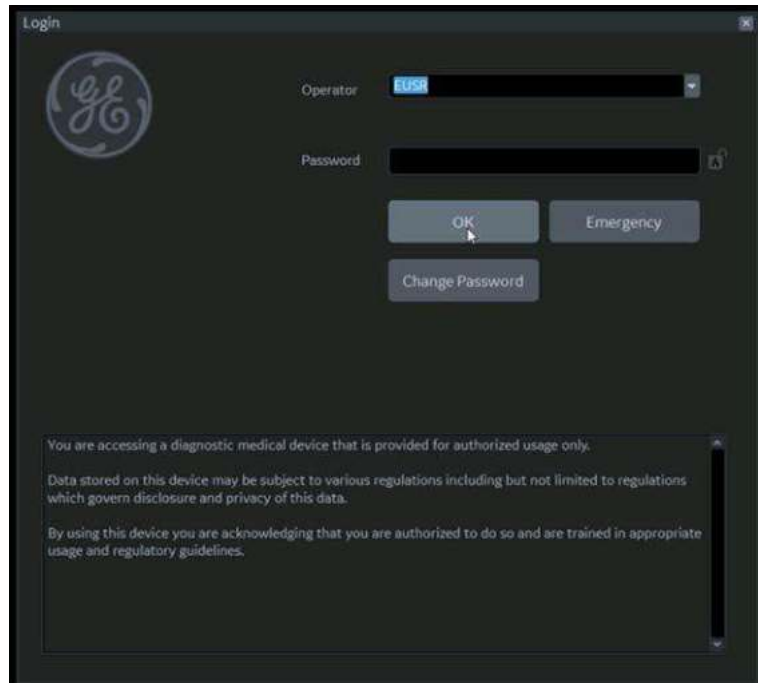 Login
GE
Operator
EUSR
Password
A
OK
Emergency
Change Password
You are accessing a diagnostic medical device that is provided for authorized usage only.
Data stored on this device may be subject to various regulations including but not limited to regulations
which govern disclosure and privacy of this data.
By using this device you are acknowledging that you are authorized to do so and are trained in appropriate
usage and regulatory guidelines.